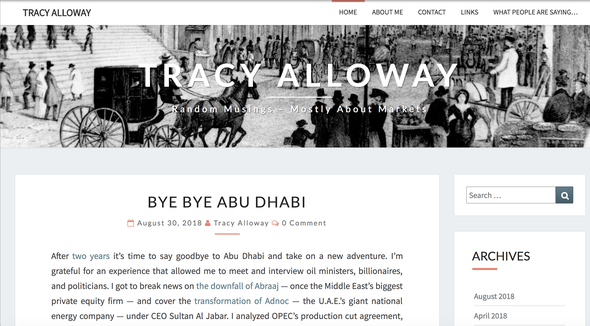 TRACY ALLOWAY
HOME ABOUT ME CONTACT LINKS WHAT PEOPLE ARE SAYING...
TRACY ALLOWAY
Random Musings - Mostly About Markets
BYE BYE ABU DHABI
August 30, 2018 Tracy Alloway 0 Comment
After two years it's time to say goodbye to Abu Dhabi and take on a new adventure. I'm
grateful for an experience that allowed me to meet and interview oil ministers, billionaires,
and politicians. I got to break news on the downfall of Abraaj — once the Middle East's biggest
private equity firm — and cover the transformation of Adnoc — the U.A.E.'s giant national
energy company — under CEO Sultan Al Jabar. I analyzed OPEC's production cut agreement,
Search ...
ARCHIVES
August 2018
April 2018